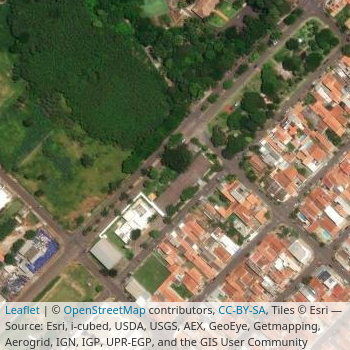 Leaflet | © OpenStreetMap contributors, CC-BY-SA, Tiles © Esri —
Source: Esri, i-cubed, USDA, USGS, AEX, GeoEye, Getmapping,
Aerogrid, IGN, IGP, UPR-EGP, and the GIS User Community